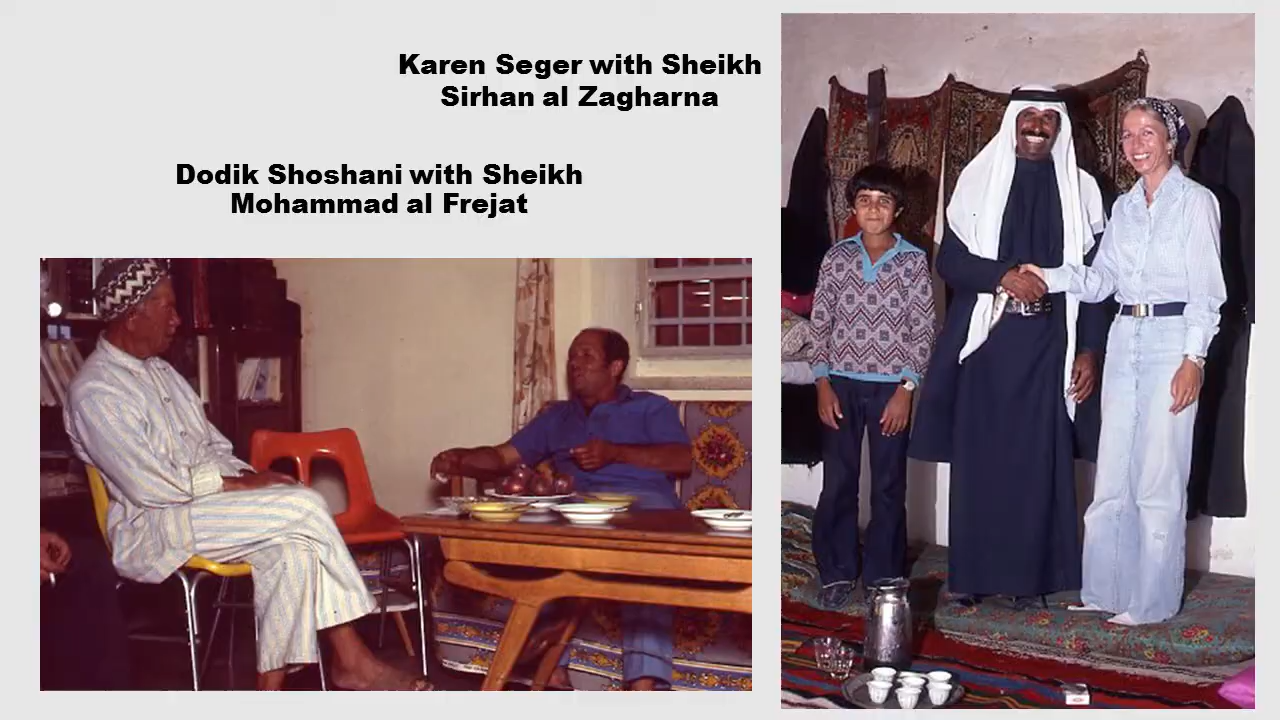 Karen Seger with Sheikh
Sirhan al Zagharna
Dodik Shoshani with Sheikh
Mohammad al Frejat